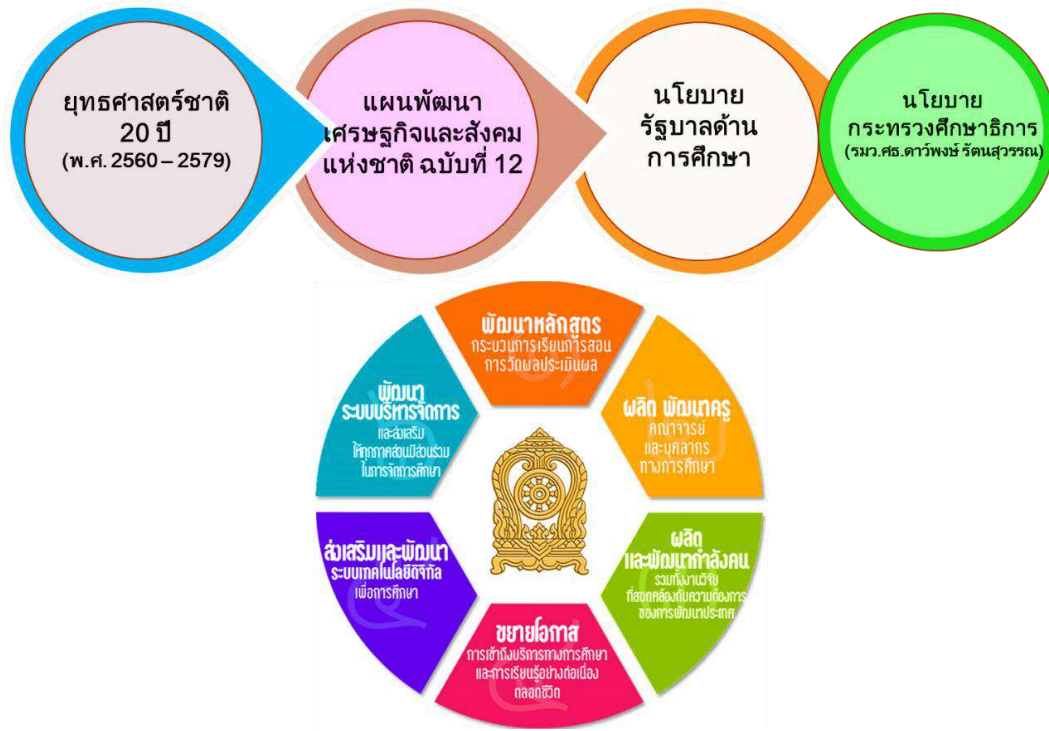 ยุทธศาสตร์ชาติ
20 ปี
(พ.ศ. 2560 – 2579)
แผนพัฒนา
เศรษฐกิจและสังคม
แห่งชาติ ฉบับที่ 12
นโยบาย
รัฐบาลด้าน
การศึกษา
นโยบาย
กระทรวงศึกษาธิการ
(รมว.ศธ.ดาว์พงษ์ รัตนสุวรรณ)
พัฒนาหลักสูตร
กระบวนการเรียนการสอน
การวัดผลประเมินผล
ผลิต พัฒนาครู
คณาจารย์
และบุคลากร
ทางการศึกษา
ผลิต
และพัฒนากำลังคน
รวมทั้งงานวิจัย
ที่สอดคล้องกับความต้องการ
ของการพัฒนาประเทศ
ขยายโอกาส
การเข้าถึงบริการทางการศึกษา
และการเรียนรู้อย่างต่อเนื่อง
ตลอดชีวิต
ส่งเสริมและพัฒนา
ระบบเทคโนโลยีดิจิทัล
เพื่อการศึกษา
พัฒนา
ระบบบริหารจัดการ
และส่งเสริม
ให้ทุกภาคส่วนมีส่วนร่วม
ในการจัดการศึกษา